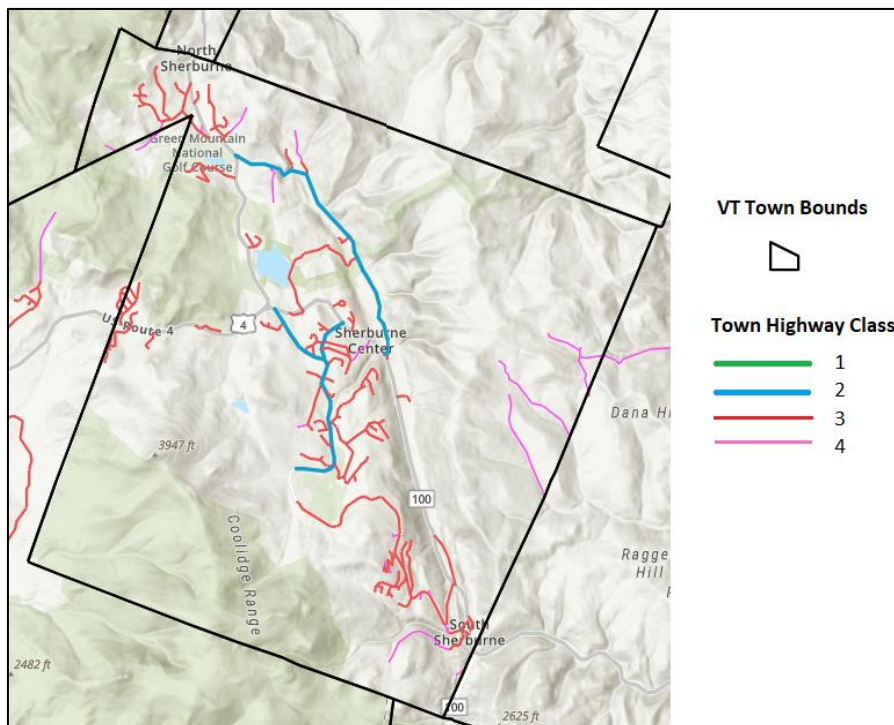 North
Sherburne
Green Mountain
National
Golf Course
US Route 4
4
Sherburne
Center
3947 ft
100
Coolidge Range
Dana H
Ragge
Hill
South
Sherburne
2482 ft
100
2625 ft
VT Town Bounds
Town Highway Class
1
2
3
4